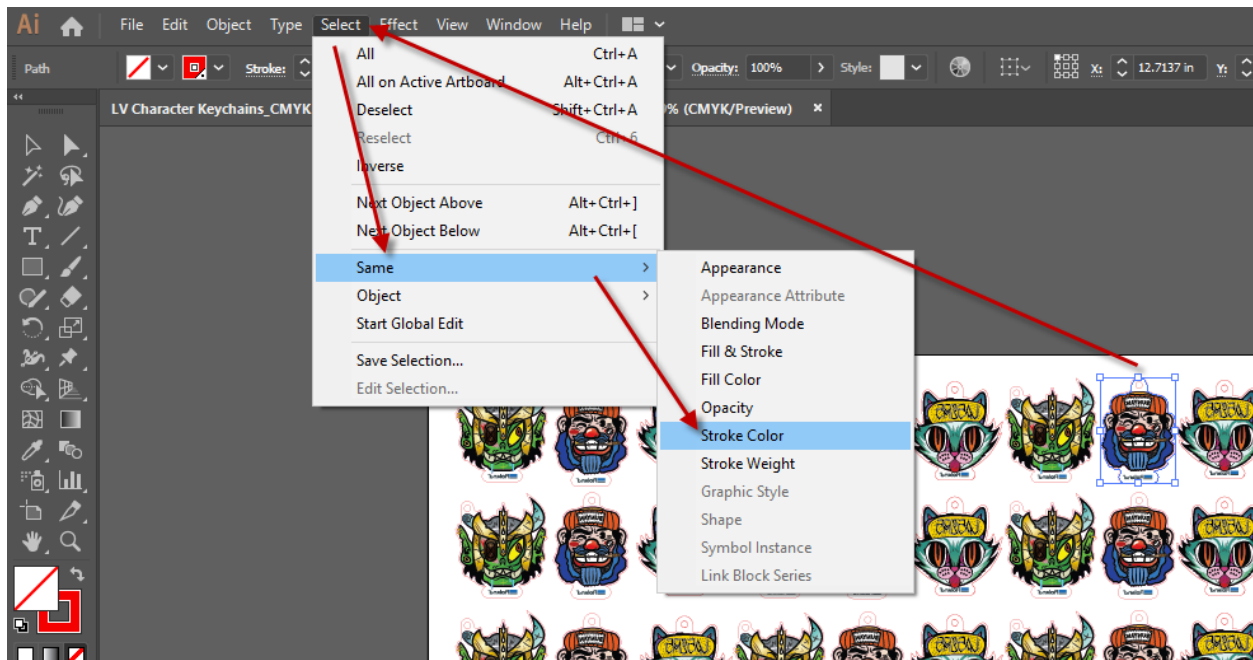 Ai File Edit Object Type Select Effect View Window Help
Path Stroke: Opacity: 100% Style: X: 12.7137 in Y:
LV Character Keychains_CMYK % (CMYK/Preview) ×
All Ctrl+A
All on Active Artboard Alt+Ctrl+A
Deselect Shift+Ctrl+A
Reselect Ctrl+6
Inverse
Next Object Above Alt+Ctrl+]
Next Object Below Alt+Ctrl+[
Same
Object
Start Global Edit
Save Selection...
Edit Selection...
Appearance
Appearance Attribute
Blending Mode
Fill & Stroke
Fill Color
Opacity
Stroke Color
Stroke Weight
Graphic Style
Shape
Symbol Instance
Link Block Series